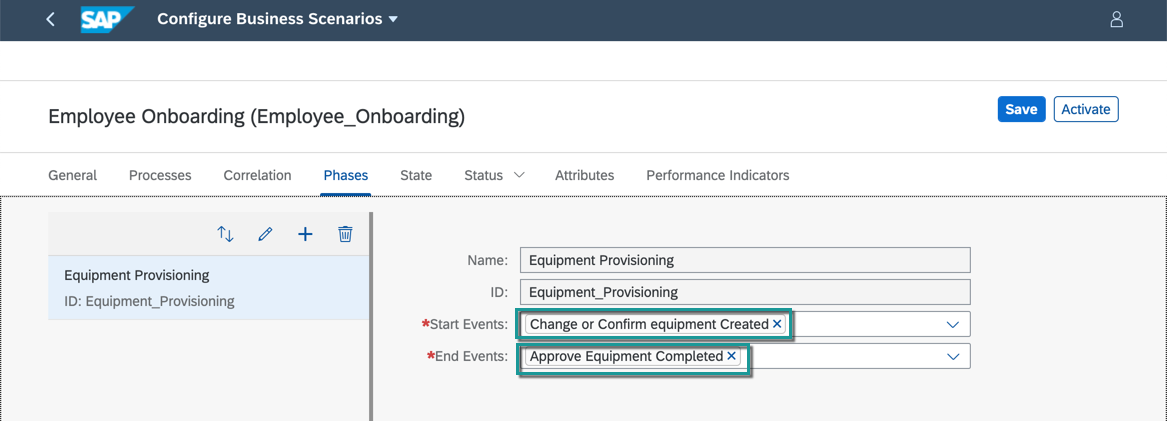 SAP Configure Business Scenarios
Employee Onboarding (Employee_Onboarding)
Save Activate
General Processes Correlation Phases State Status Attributes Performance Indicators
Equipment Provisioning
ID: Equipment_Provisioning
Name: Equipment Provisioning
ID: Equipment_Provisioning
*Start Events: Change or Confirm equipment Created
*End Events: Approve Equipment Completed